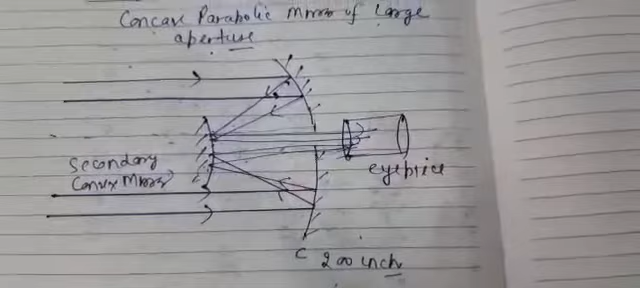 Concave Parabolic Mirror of Large
aperture
Secondary
Convex Mirror
eyepiece
C 200 inch